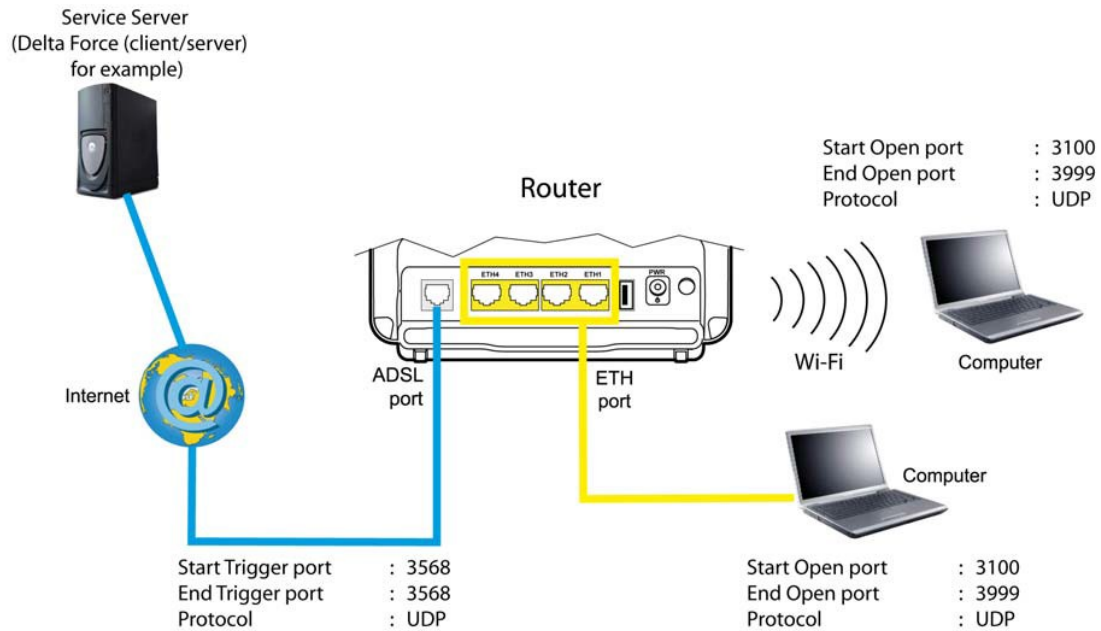 Service Server
(Delta Force (client/server)
for example)
Start Open port : 3100
End Open port : 3999
Protocol : UDP
Router
ETH4 ETH3 ETH2 ETH1 PWR
Wi-Fi
Computer
ADSL
port
ETH
port
Internet
@
Computer
Start Trigger port : 3568
End Trigger port : 3568
Protocol : UDP
Start Open port : 3100
End Open port : 3999
Protocol : UDP